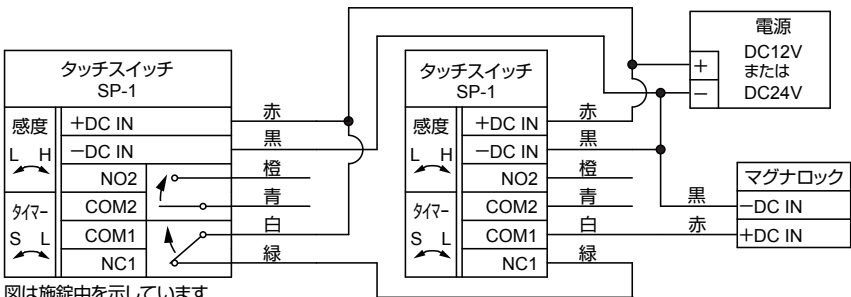 タッチスイッチ
SP-1
感度
L H
タイマー
S L
+DC IN
−DC IN
NO2
COM2
COM1
NC1
赤
黒
橙
青
白
緑
図は施錠中を示しています
タッチスイッチ
SP-1
感度
L H
タイマー
S L
+DC IN
−DC IN
NO2
COM2
COM1
NC1
赤
黒
橙
青
白
緑
電源
DC12V
または
DC24V
+
−
黒
赤
マグナロック
−DC IN
+DC IN